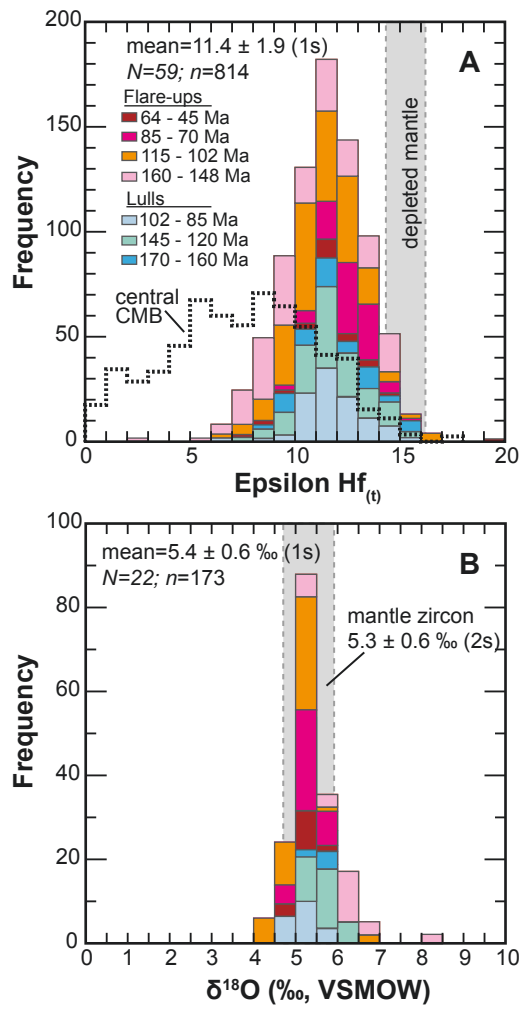 200
150
100
50
0
Frequency
mean=11.4 ± 1.9 (1s)
N=59; n=814
A
Flare-ups
64 - 45 Ma
85 - 70 Ma
115 - 102 Ma
160 - 148 Ma
Lulls
102 - 85 Ma
145 - 120 Ma
170 - 160 Ma
depleted mantle
central
CMB
0 5 10 15 20
Epsilon Hf(t)
100
80
60
40
20
0
Frequency
mean=5.4 ± 0.6 ‰ (1s)
N=22; n=173
B
mantle zircon
5.3 ± 0.6 ‰ (2s)
0 1 2 3 4 5 6 7 8 9 10
δ¹⁸O (‰, VSMOW)